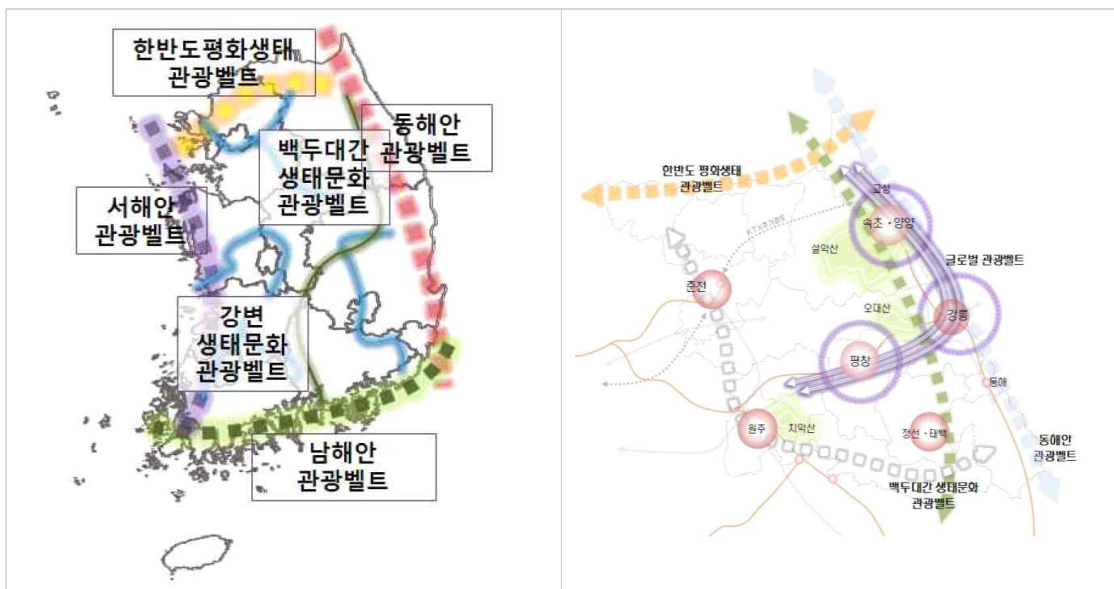 한반도평화생태
관광벨트
동해안
관광벨트
백두대간
생태문화
관광벨트
서해안
관광벨트
강변
생태문화
관광벨트
남해안
관광벨트
한반도 평화생태
관광벨트
고성
속초·양양
설악산
글로벌 관광벨트
춘천
오대산
강릉
평창
동해
원주
치악산
정선·태백
동해안
관광벨트
백두대간 생태문화
관광벨트